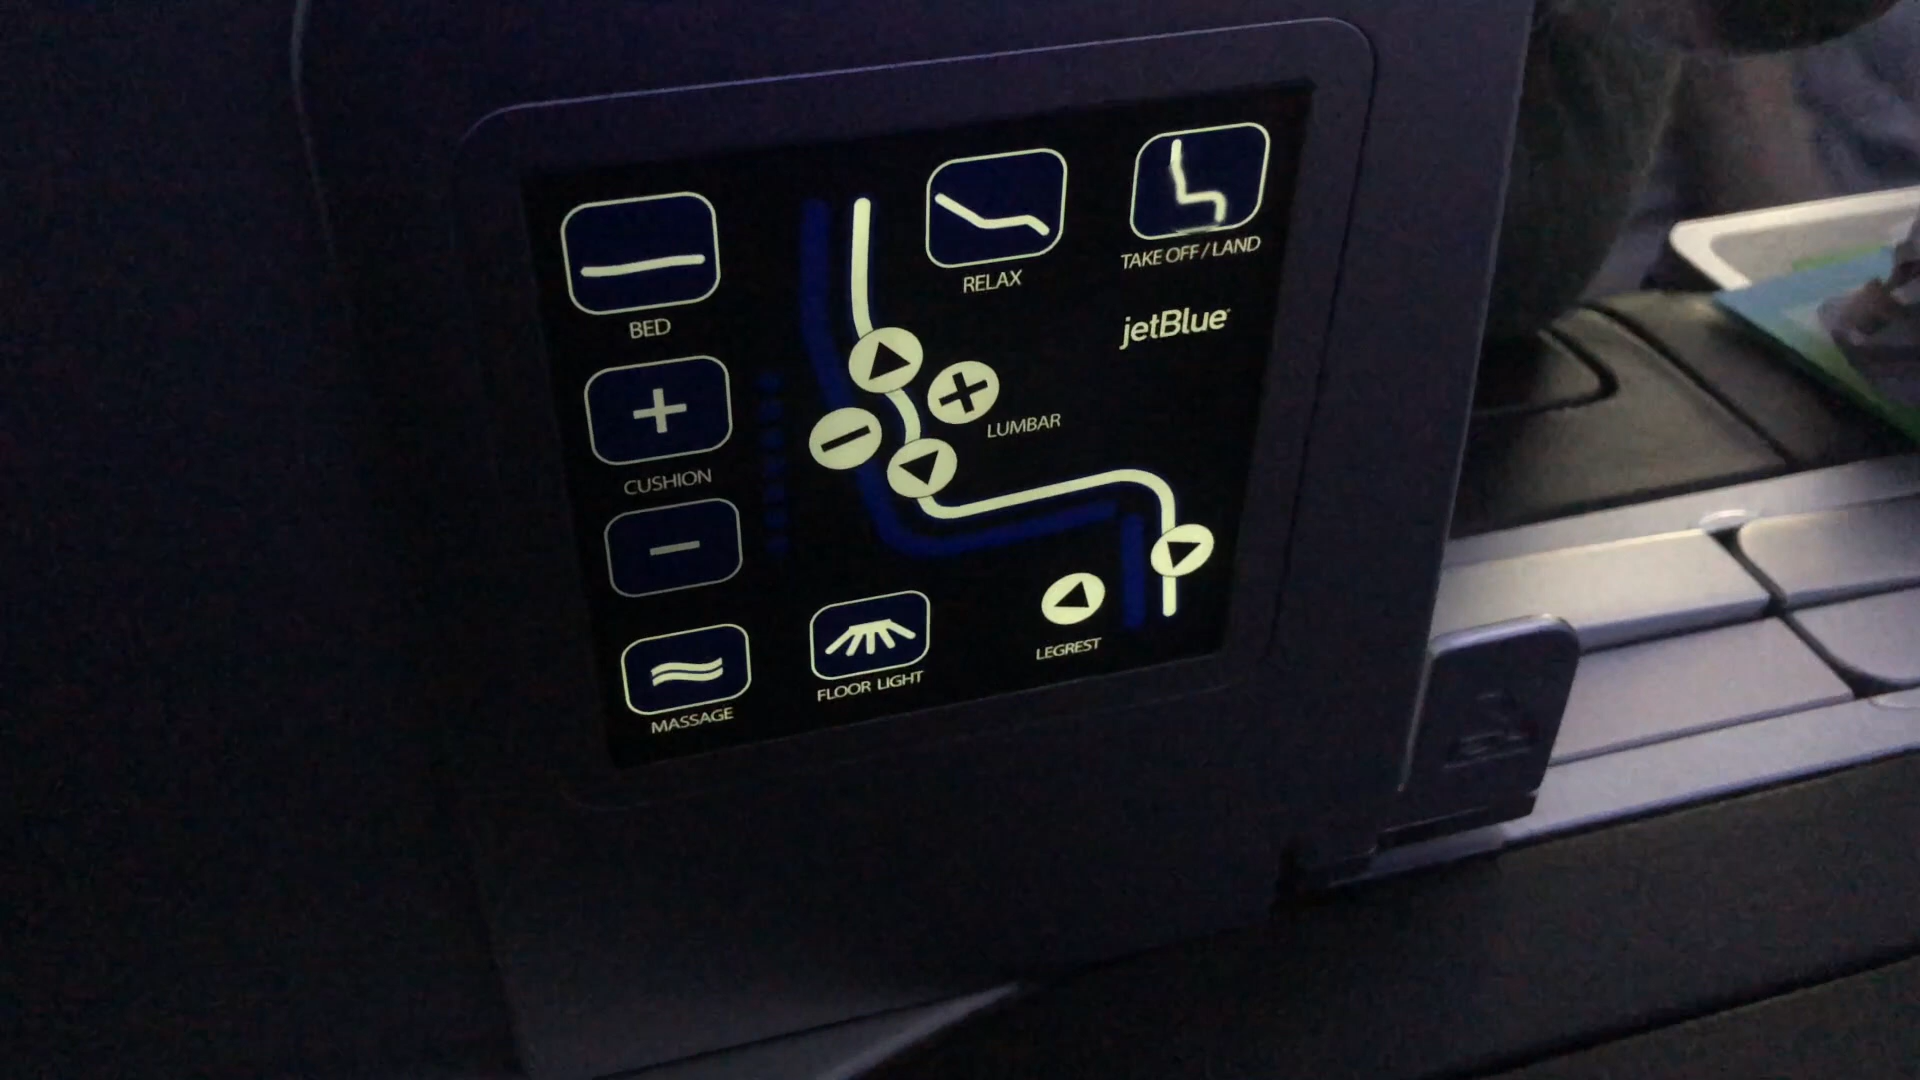 BED
RELAX
TAKE OFF / LAND
jetBlue
CUSHION
LUMBAR
MASSAGE
FLOOR LIGHT
LEGREST